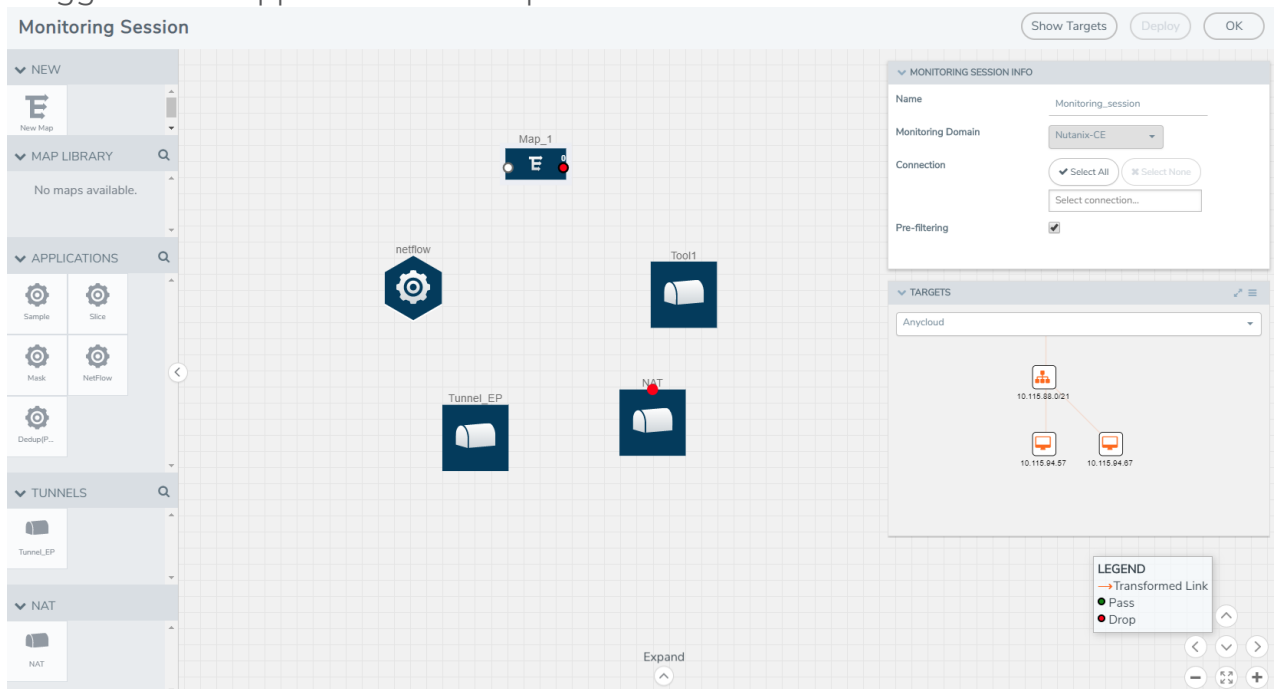 Monitoring Session
Show Targets
Deploy
OK
NEW
New Map
MAP LIBRARY
No maps available.
APPLICATIONS
Sample
Slice
Mask
NetFlow
Dedup(P...
TUNNELS
Tunnel_EP
NAT
NAT
Map_1
0
netflow
Tool1
Tunnel_EP
NAT
Expand
MONITORING SESSION INFO
Name
Monitoring_session
Monitoring Domain
Nutanix-CE
Connection
Select All
Select None
Select connection...
Pre-filtering
TARGETS
Anycloud
10.115.88.0/21
10.115.94.57
10.115.94.67
LEGEND
Transformed Link
Pass
Drop